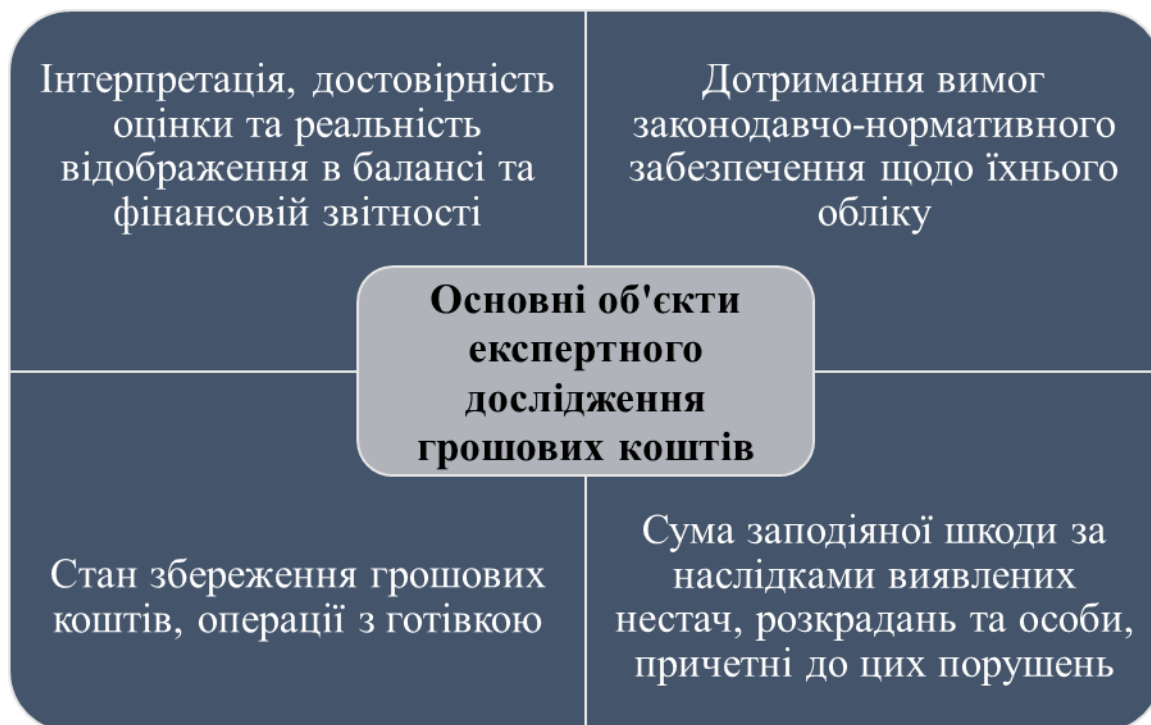 Інтерпретація, достовірність
оцінки та реальність
відображення в балансі та
фінансовій звітності
Дотримання вимог
законодавчо-нормативного
забезпечення щодо їхнього
обліку
Основні об'єкти
експертного
дослідження
грошових коштів
Стан збереження грошових
коштів, операції з готівкою
Сума заподіяної шкоди за
наслідками виявлених
нестач, розкрадань та особи,
причетні до цих порушень